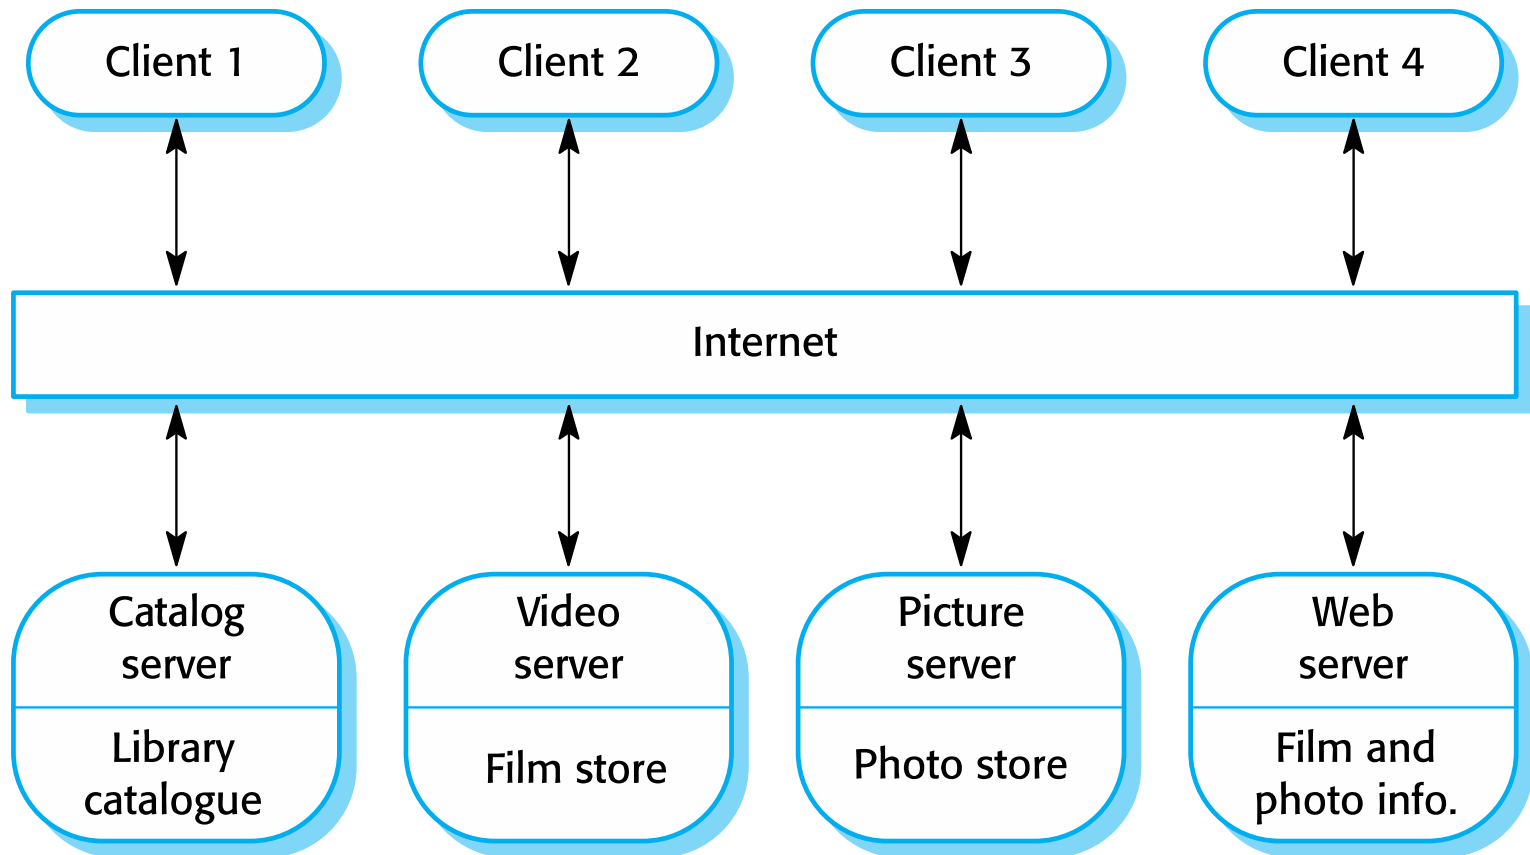 Client 1
Client 2
Client 3
Client 4
Internet
Catalog
server
Library
catalogue
Video
server
Film store
Picture
server
Photo store
Web
server
Film and
photo info.